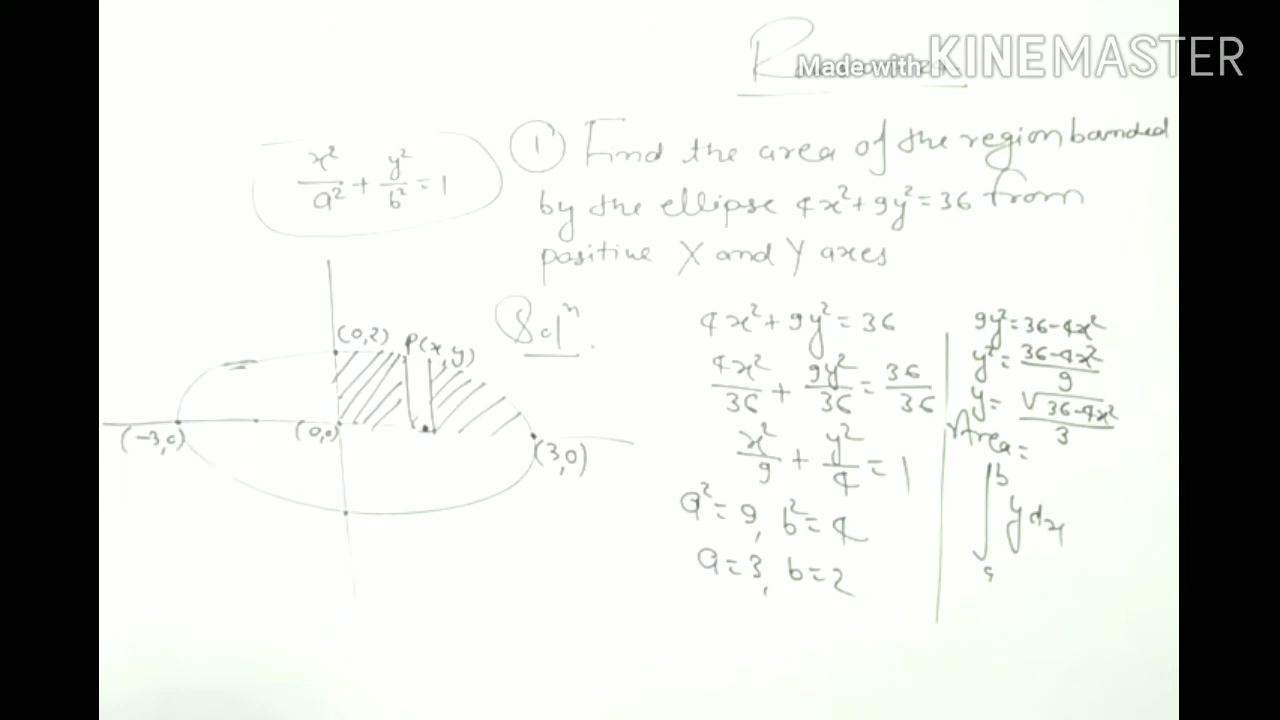 Made with KINEMASTER
x²/a² + y²/b² = 1
① Find the area of the region bounded
by the ellipse 4x² + 9y² = 36 from
positive X and Y axes
Solⁿ.
(0,2) P(x,y)
(-3,0) (0,0) (3,0)
4x² + 9y² = 36
4x²/36 + 9y²/36 = 36/36
x²/9 + y²/4 = 1
a² = 9, b² = 4
a = 3, b = 2
9y² = 36-4x²
y² = (36-4x²)/9
y = √(36-4x²)/3
Area =
∫ₐᵇ y dx